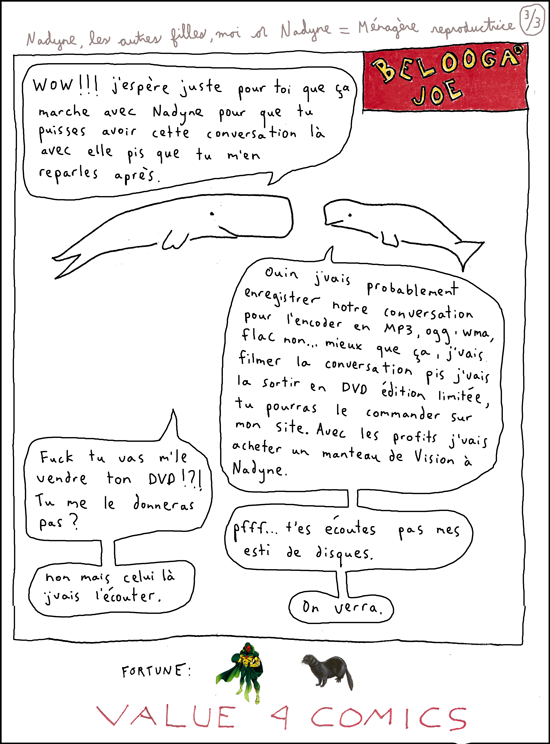 Nadyne, les autres filles, moi et Nadyne = Ménagère reproductrice 3/3
BELOOGA
JOE
WOW!!! j'espère juste pour toi que ça
marche avec Nadyne pour que tu
puisses avoir cette conversation là
avec elle pis que tu m'en
reparles après.
Ouin j'vais probablement
enregistrer notre conversation
pour l'encoder en MP3, ogg, wma,
flac non... mieux que ça, j'vais
filmer la conversation pis j'vais
la sortir en DVD édition limitée,
tu pourras le commander sur
mon site. Avec les profits j'vais
acheter un manteau de Vision à
Nadyne.
Fuck tu vas m'le
vendre ton DVD!?!
Tu me le donneras
pas?
pfff... t'es écoutes pas mes
esti de disques.
non mais celui là
j'vais l'écouter.
On verra.
FORTUNE:
VALUE 4 COMICS